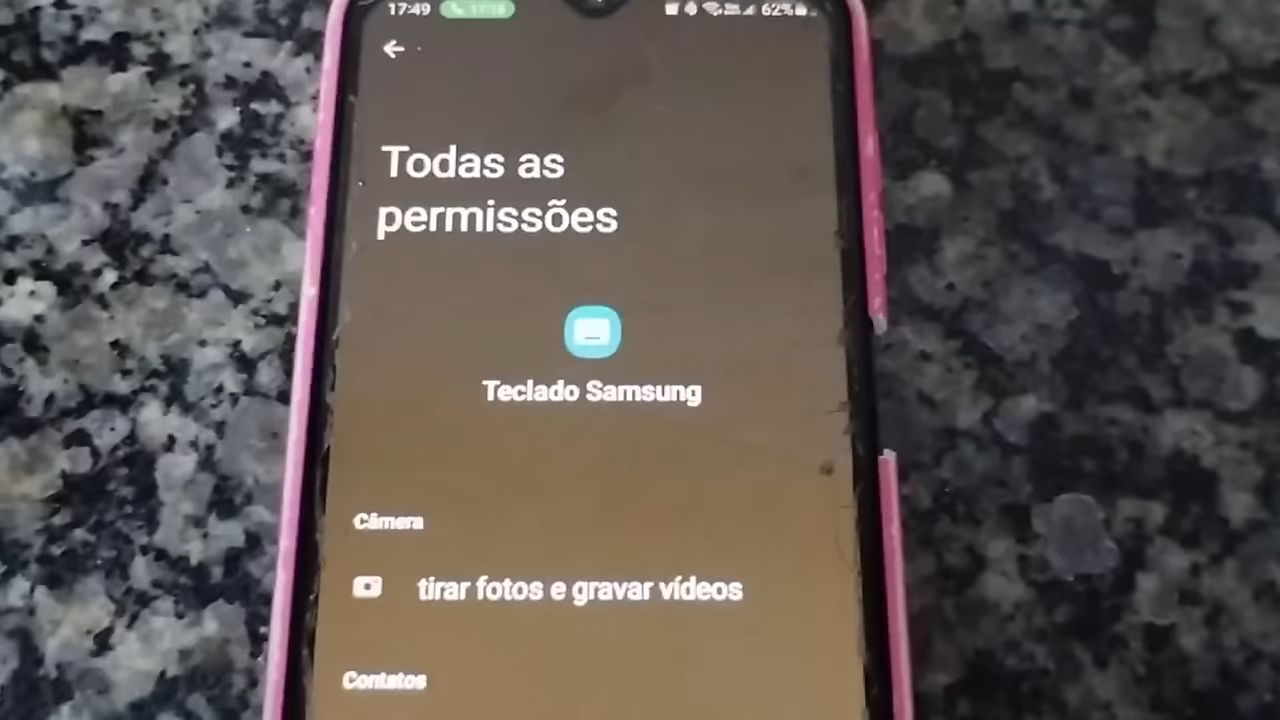 17:49
62%
Todas as
permissões
Teclado Samsung
Câmera
tirar fotos e gravar vídeos
Contatos